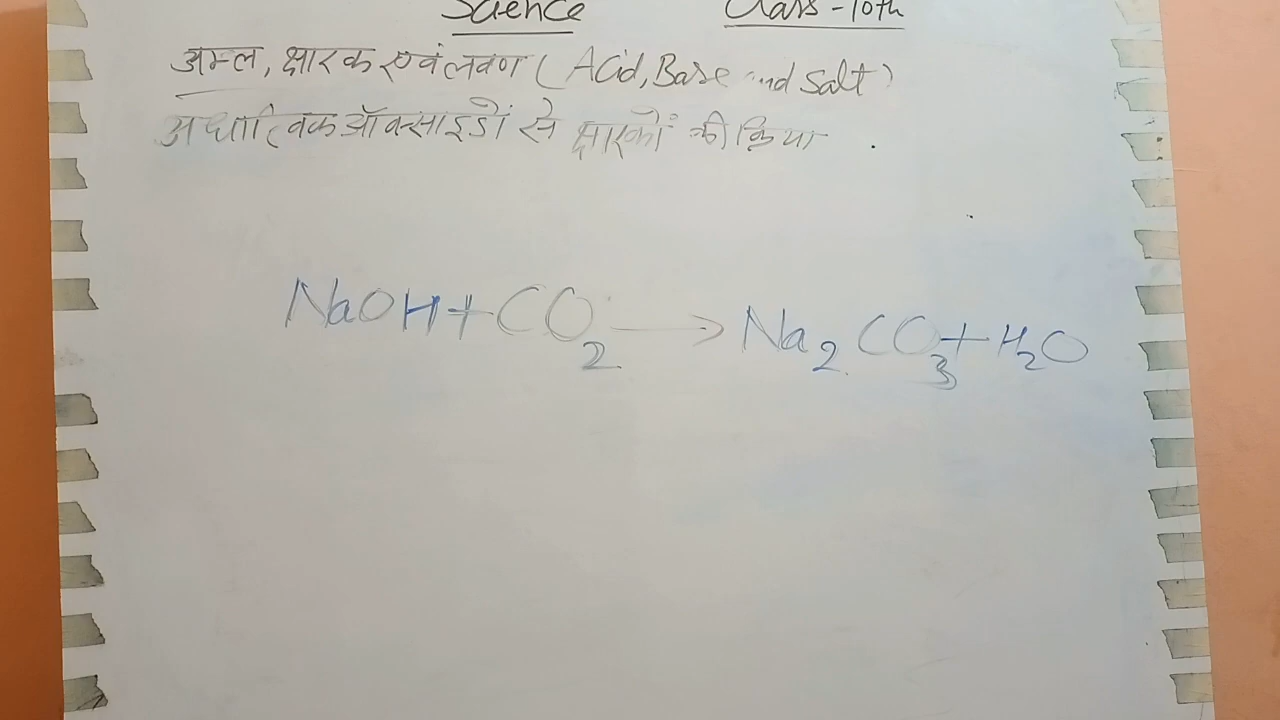 Science Class-10th
अम्ल, क्षारक एवं लवण (Acid, Base and Salt)
अधात्विक ऑक्साइडों से क्षारकों की क्रिया
NaOH+CO₂ → Na₂CO₃+H₂O